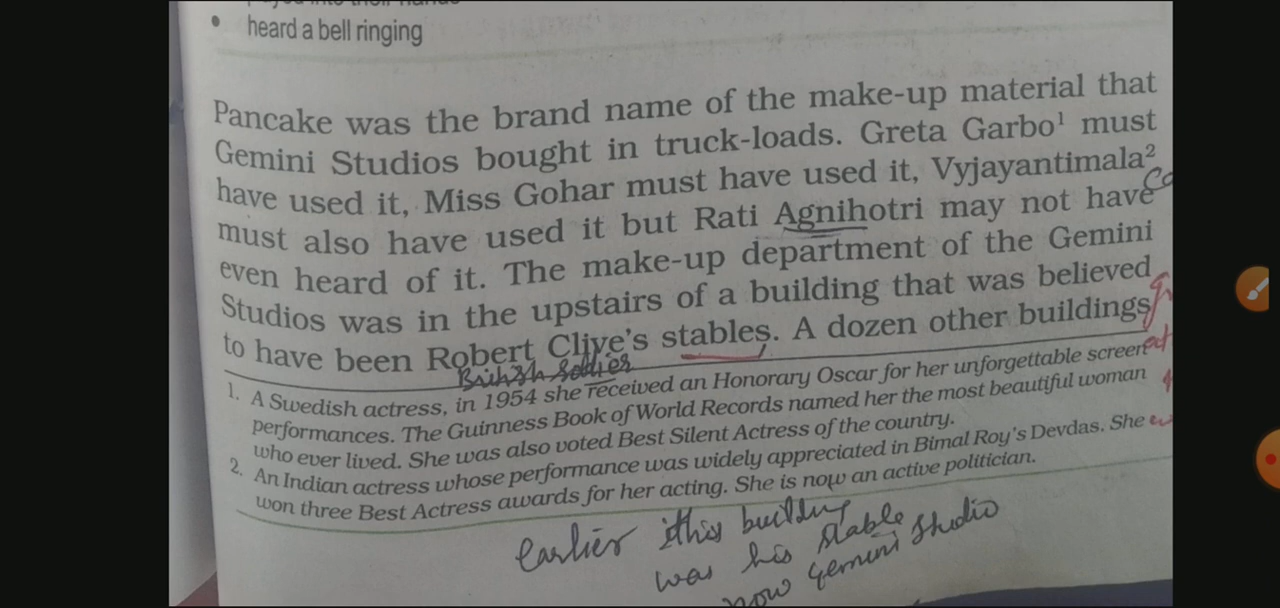 • heard a bell ringing
Pancake was the brand name of the make-up material that
Gemini Studios bought in truck-loads. Greta Garbo¹ must
have used it, Miss Gohar must have used it, Vyjayantimala²
must also have used it but Rati Agnihotri may not have
even heard of it. The make-up department of the Gemini
Studios was in the upstairs of a building that was believed
to have been Robert Clive's stables. A dozen other buildings
British Soldier
1. A Swedish actress, in 1954 she received an Honorary Oscar for her unforgettable screen
performances. The Guinness Book of World Records named her the most beautiful woman
who ever lived. She was also voted Best Silent Actress of the country.
2. An Indian actress whose performance was widely appreciated in Bimal Roy's Devdas. She
won three Best Actress awards for her acting. She is now an active politician.
earlier this building
was his stable
now Gemini Studio